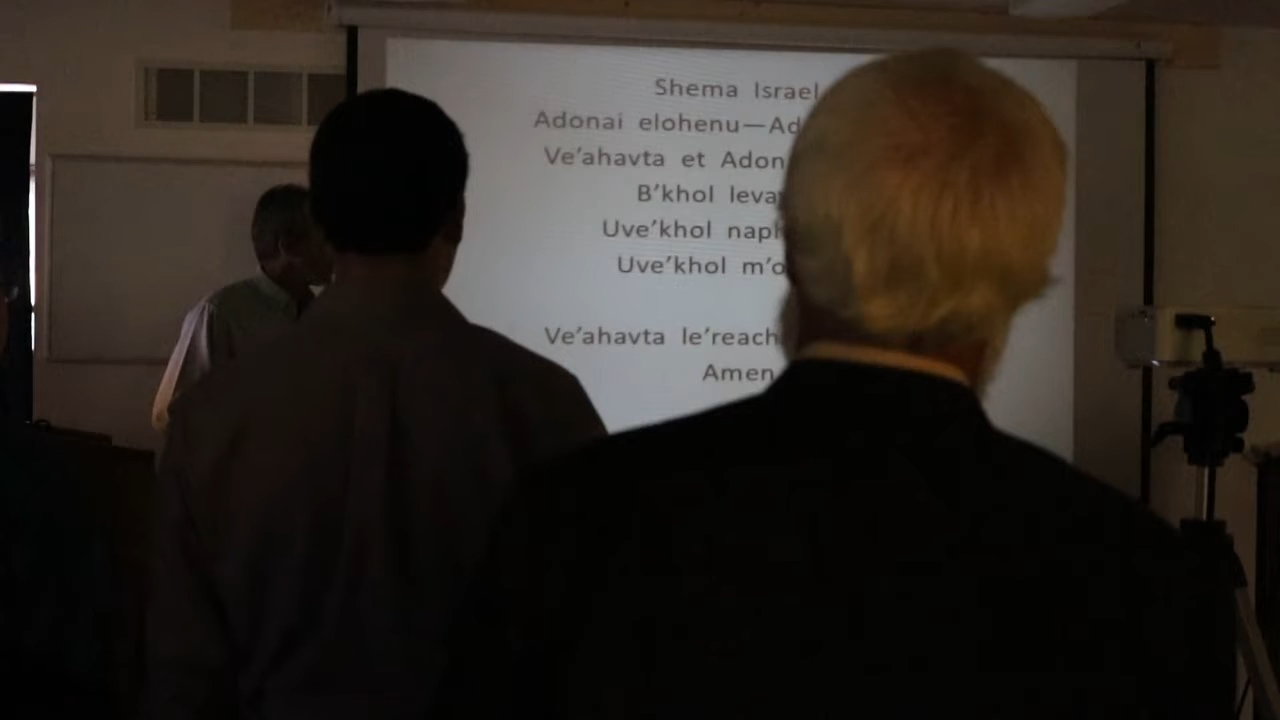 Shema Israel
Adonai elohenu—Ad
Ve’ahavta et Adon
B’khol leva
Uve’khol
Uve’khol m’o
Ve’ahavta le’reach
Amen